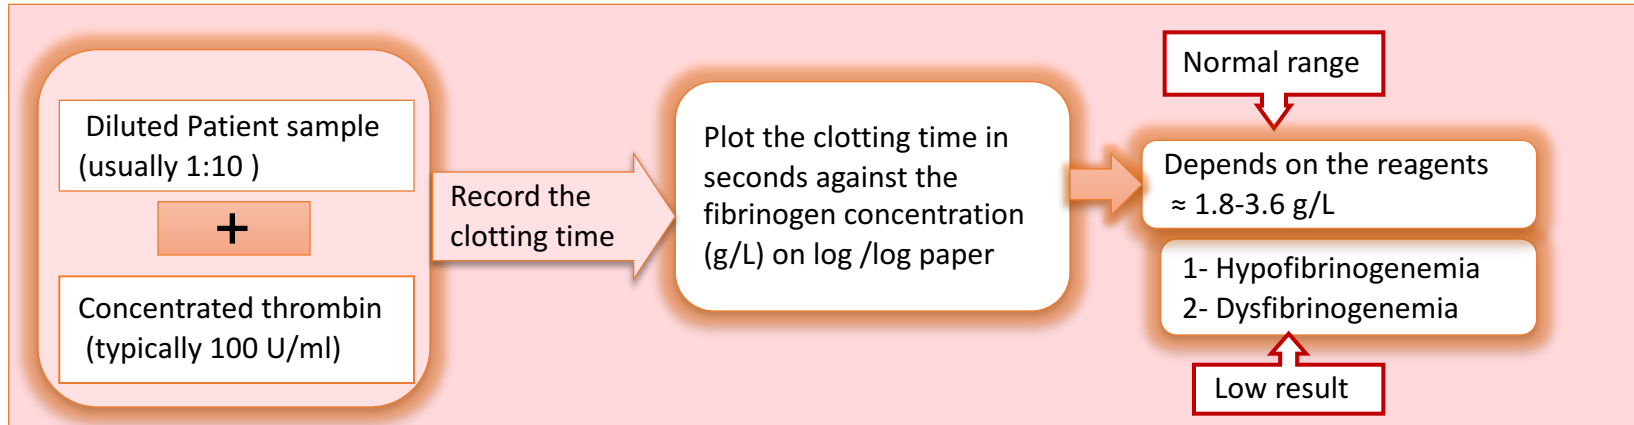 Diluted Patient sample
(usually 1:10 )
+
Concentrated thrombin
(typically 100 U/ml)
Record the
clotting time
Plot the clotting time in
seconds against the
fibrinogen concentration
(g/L) on log /log paper
Normal range
Depends on the reagents
≈ 1.8-3.6 g/L
1- Hypofibrinogenemia
2- Dysfibrinogenemia
Low result